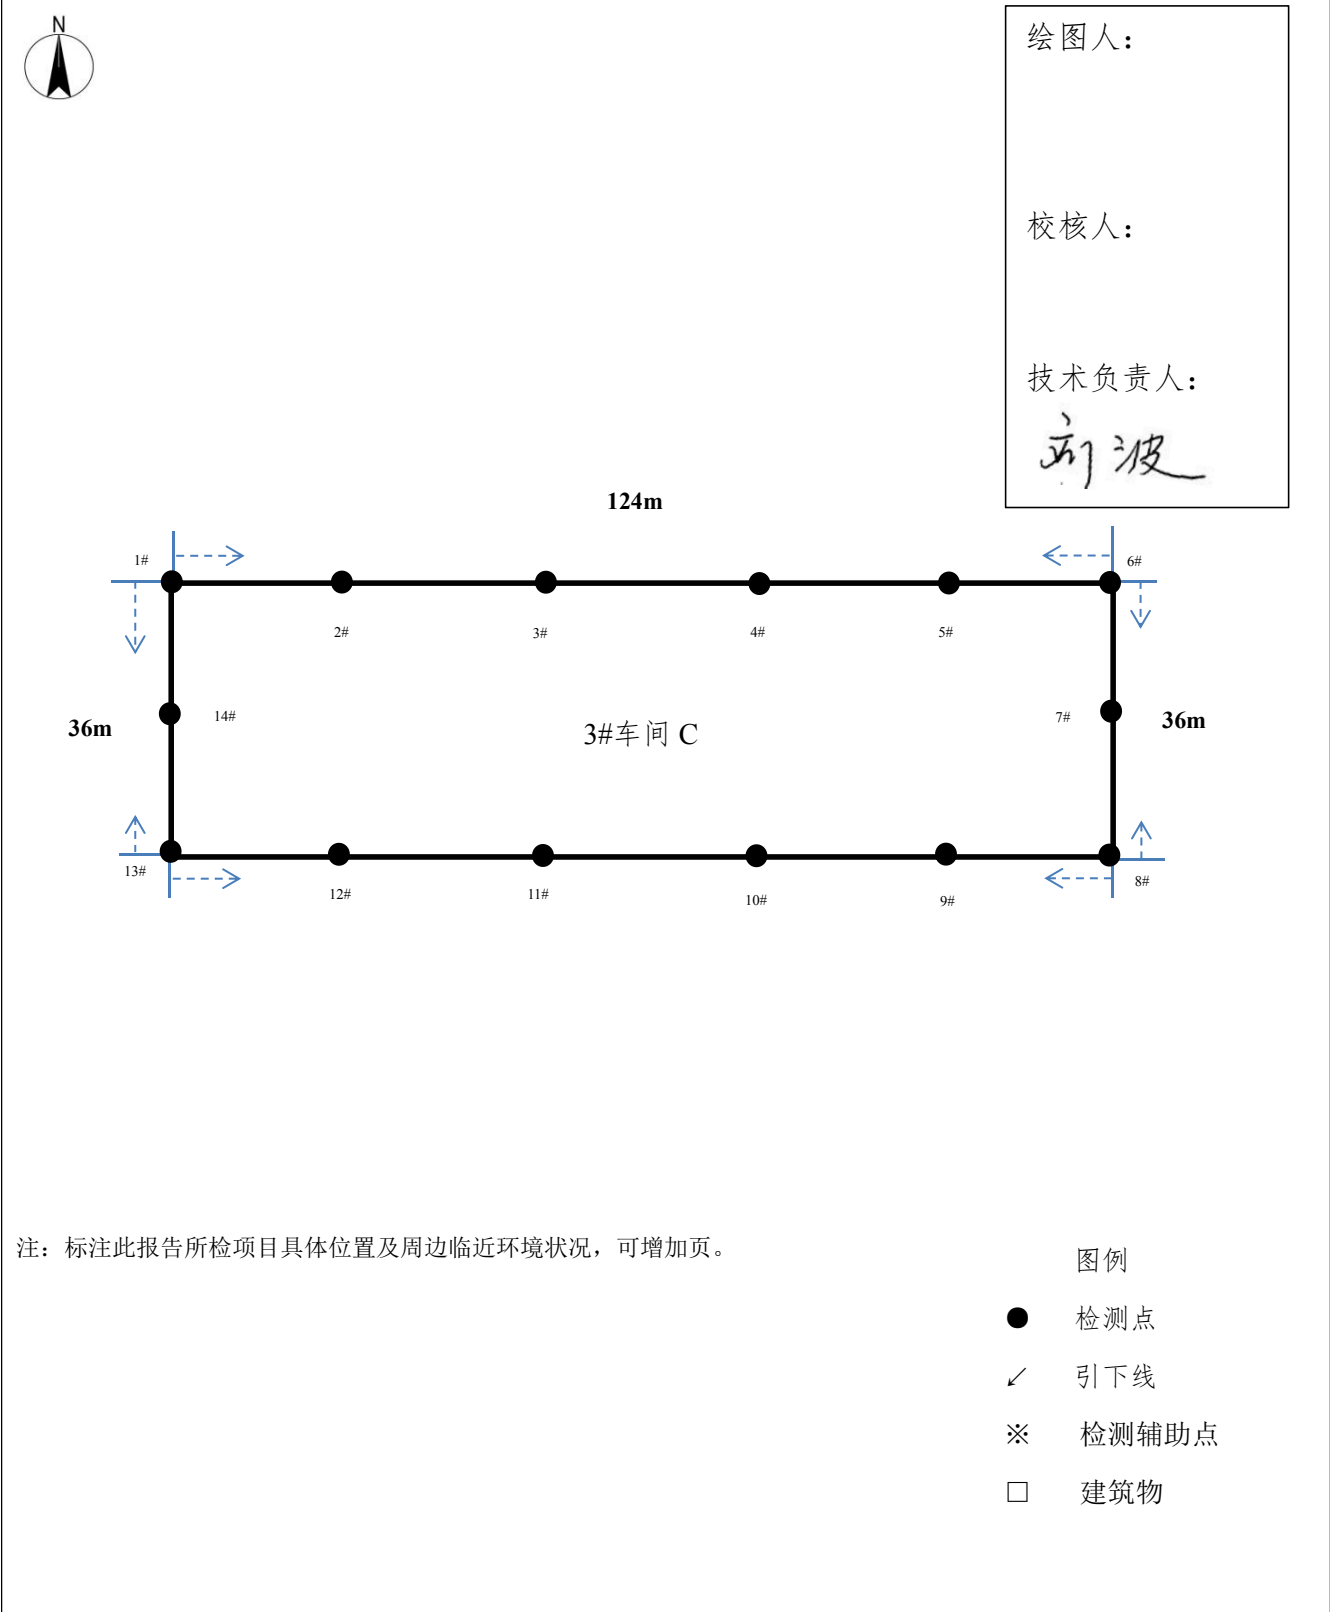 N
绘图人：
校核人：
技术负责人：
刘波
124m
1#
6#
2#
3#
4#
5#
36m
14#
3#车间 C
7#
36m
13#
12#
11#
10#
9#
8#
注：标注此报告所检项目具体位置及周边临近环境状况，可增加页。
图例
● 检测点
↙ 引下线
※ 检测辅助点
□ 建筑物